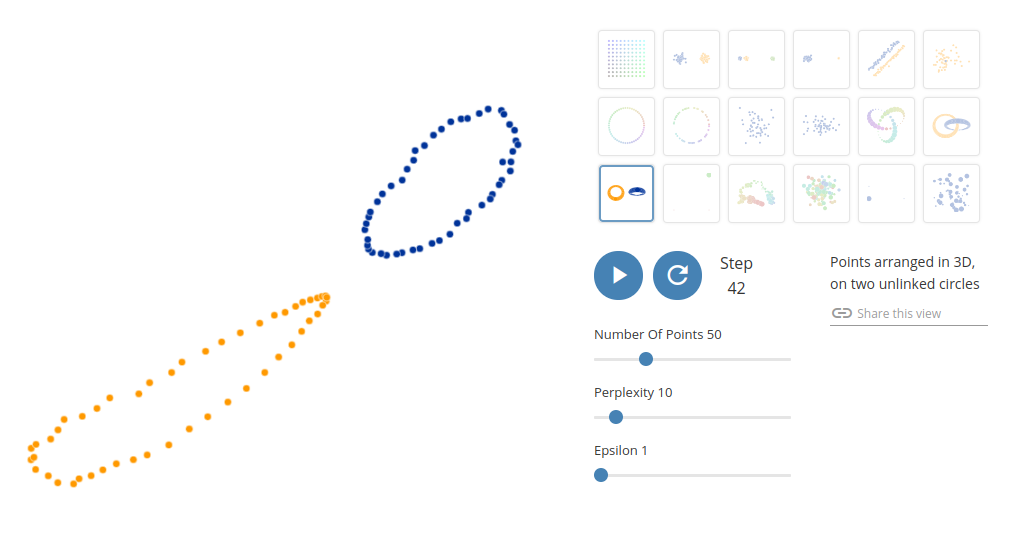 Step
42
Points arranged in 3D,
on two unlinked circles
Share this view
Number Of Points 50
Perplexity 10
Epsilon 1